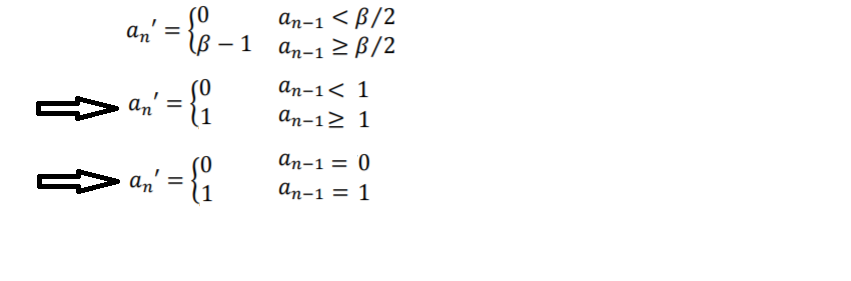 aₙ′ = {0 aₙ₋₁ < β/2
β − 1 aₙ₋₁ ≥ β/2
aₙ′ = {0 aₙ₋₁ < 1
1 aₙ₋₁ ≥ 1
aₙ′ = {0 aₙ₋₁ = 0
1 aₙ₋₁ = 1